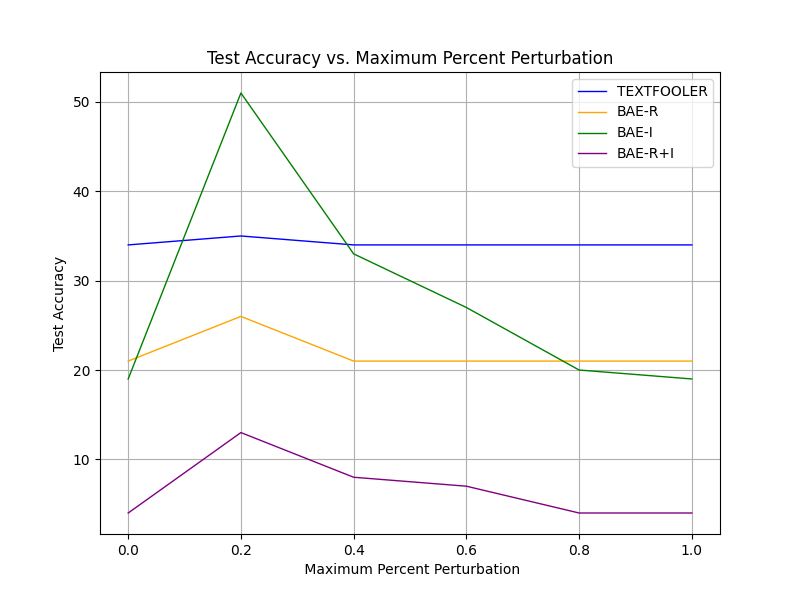 Test Accuracy vs. Maximum Percent Perturbation
TEXTFOOLER
BAE-R
BAE-I
BAE-R+I
50
40
30
20
10
Test Accuracy
0.0 0.2 0.4 0.6 0.8 1.0
Maximum Percent Perturbation